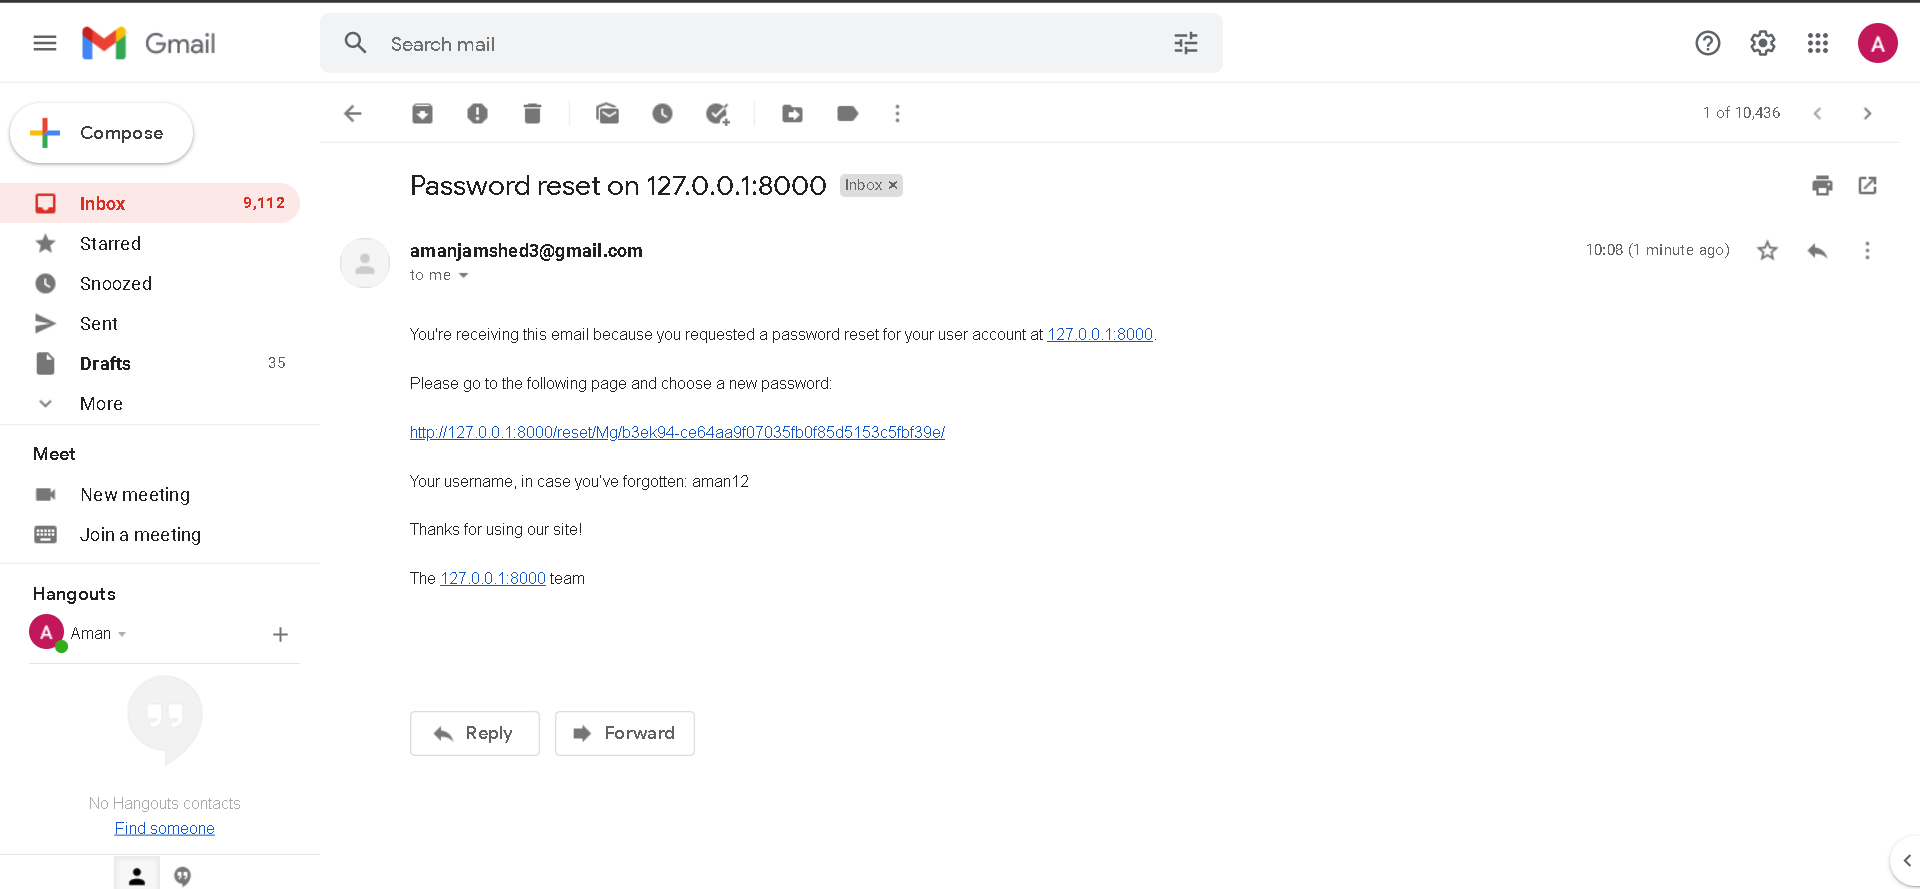 Gmail
Search mail
A
Compose
1 of 10,436
Inbox 9,112
Starred
Snoozed
Sent
Drafts 35
More
Meet
New meeting
Join a meeting
Hangouts
A Aman
No Hangouts contacts
Find someone
Password reset on 127.0.0.1:8000 Inbox ×
amanjamshed3@gmail.com 10:08 (1 minute ago)
to me
You're receiving this email because you requested a password reset for your user account at 127.0.0.1:8000.
Please go to the following page and choose a new password:
http://127.0.0.1:8000/reset/Mg/b3ek94-ce64aa9f07035fb0f85d5153c5fbf39e/
Your username, in case you've forgotten: aman12
Thanks for using our site!
The 127.0.0.1:8000 team
Reply Forward